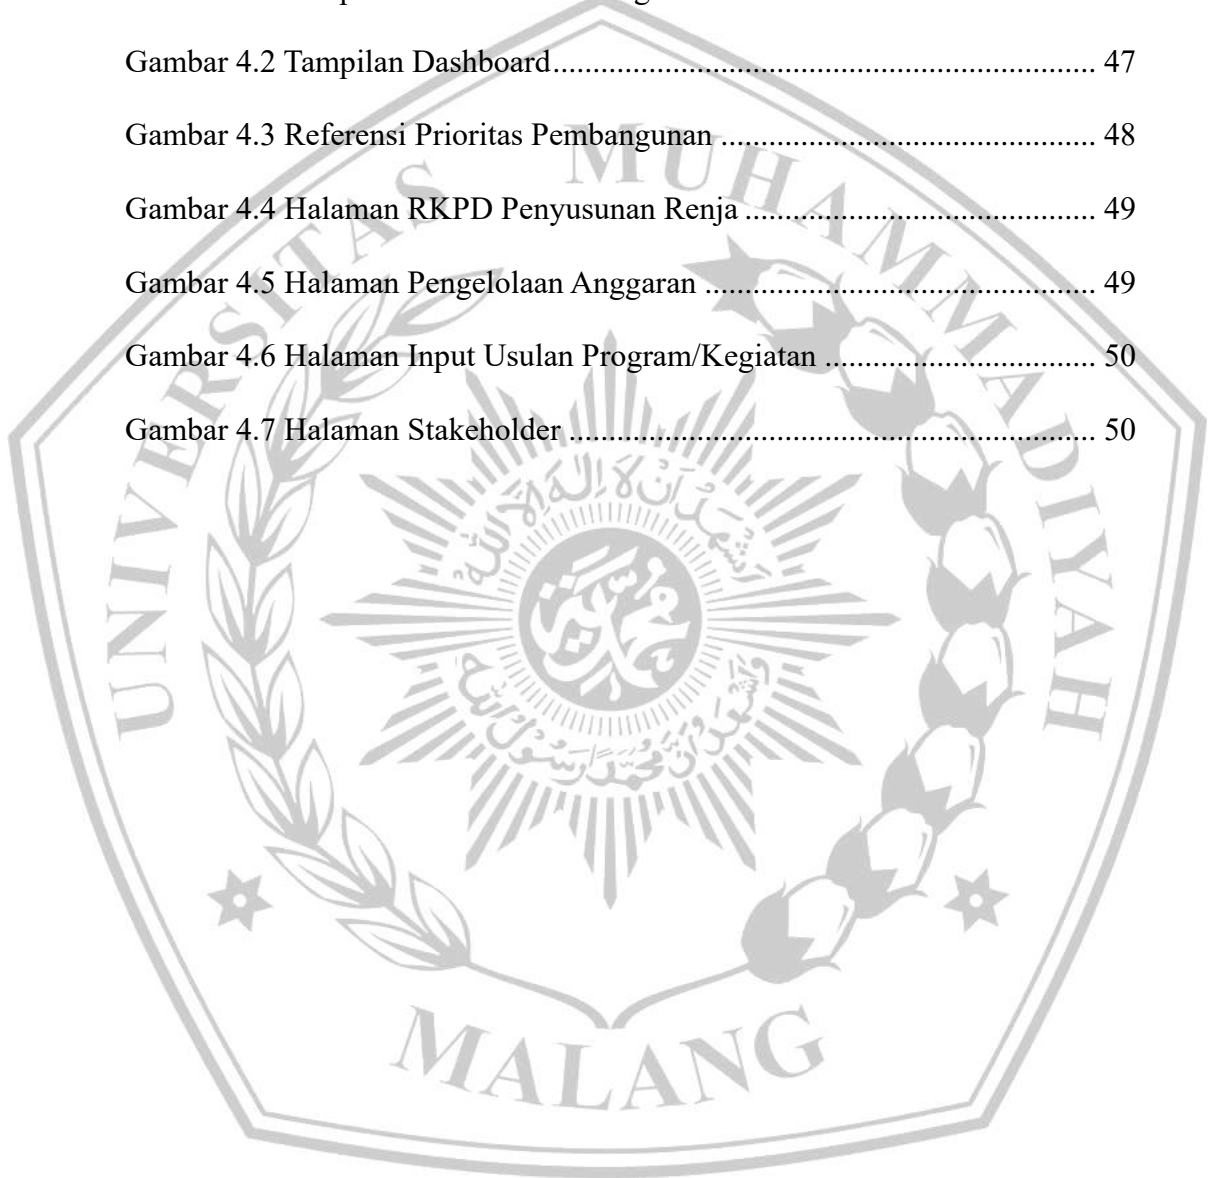 Gambar 4.2 Tampilan Dashboard.................................................................... 47
Gambar 4.3 Referensi Prioritas Pembangunan ............................................... 48
Gambar 4.4 Halaman RKPD Penyusunan Renja ............................................ 49
Gambar 4.5 Halaman Pengelolaan Anggaran ................................................. 49
Gambar 4.6 Halaman Input Usulan Program/Kegiatan .................................. 50
Gambar 4.7 Halaman Stakeholder .................................................................. 50
UNIVERSITAS MUHAMMADIYAH
MALANG